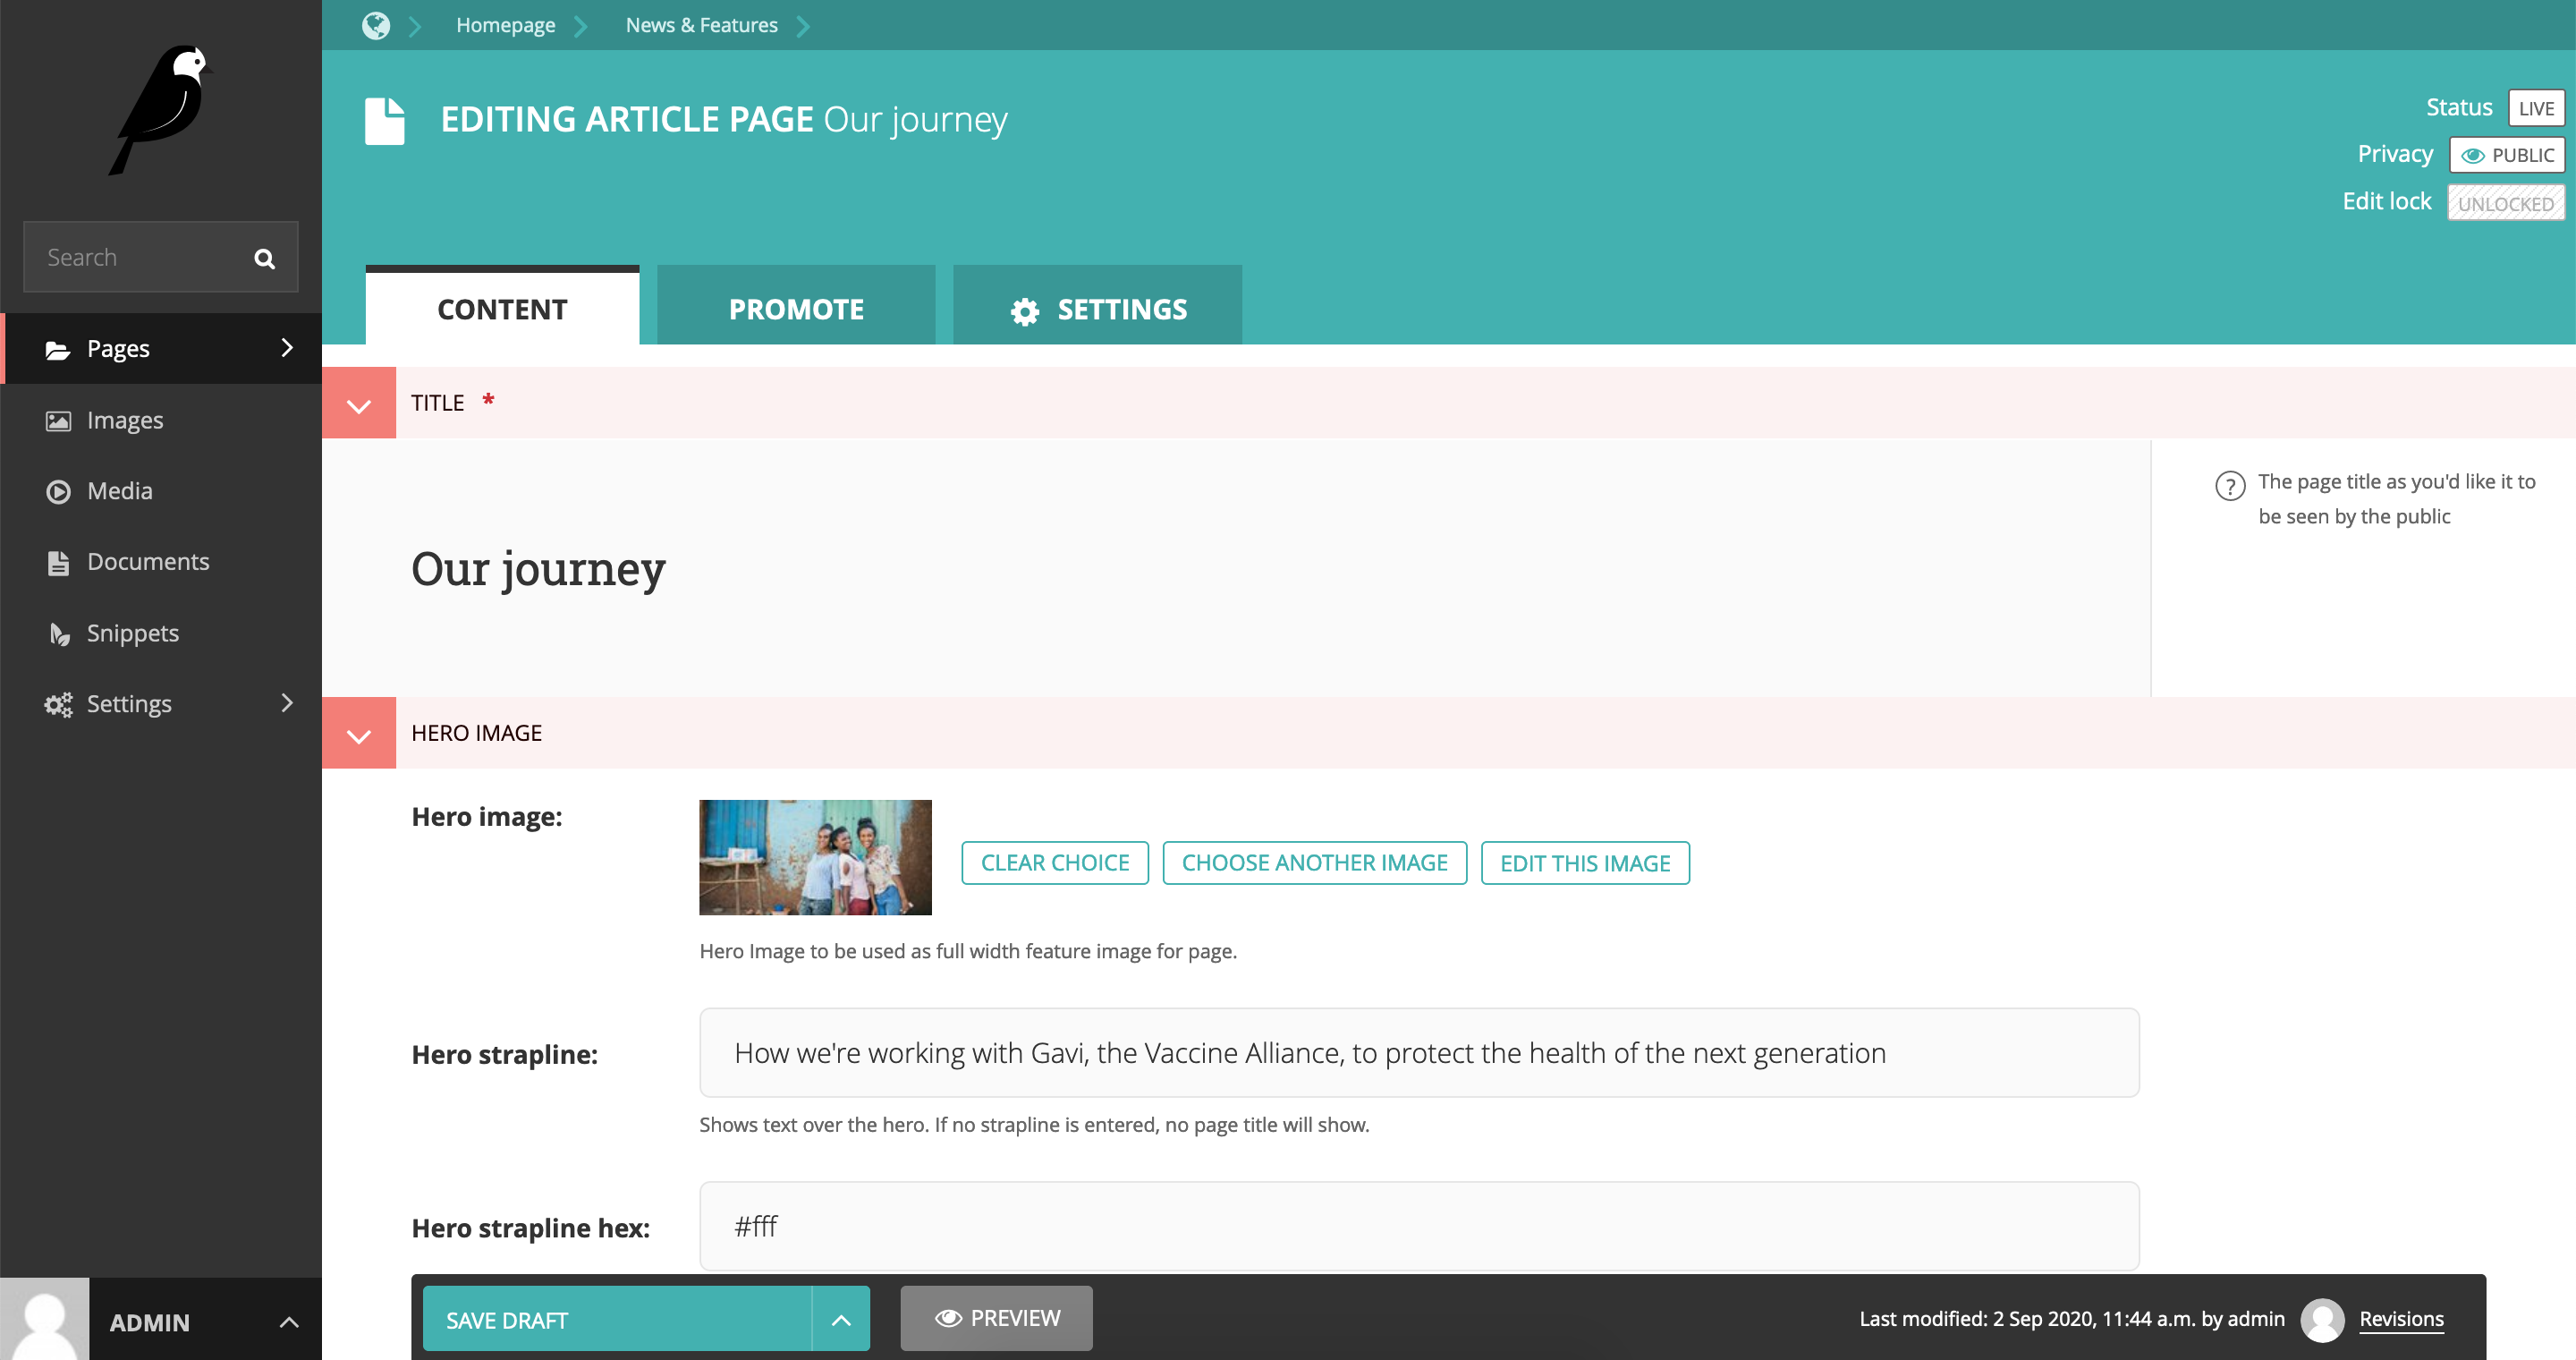 Homepage
News & Features
EDITING ARTICLE PAGE Our journey
Status LIVE
Privacy PUBLIC
Edit lock UNLOCKED
Search
Pages
Images
Media
Documents
Snippets
Settings
ADMIN
CONTENT
PROMOTE
SETTINGS
TITLE *
Our journey
The page title as you'd like it to
be seen by the public
HERO IMAGE
Hero image:
CLEAR CHOICE
CHOOSE ANOTHER IMAGE
EDIT THIS IMAGE
Hero Image to be used as full width feature image for page.
Hero strapline:
How we're working with Gavi, the Vaccine Alliance, to protect the health of the next generation
Shows text over the hero. If no strapline is entered, no page title will show.
Hero strapline hex:
#fff
SAVE DRAFT
PREVIEW
Last modified: 2 Sep 2020, 11:44 a.m. by admin
Revisions